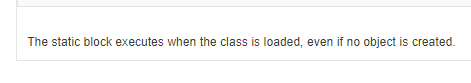 The static block executes when the class is loaded, even if no object is created.